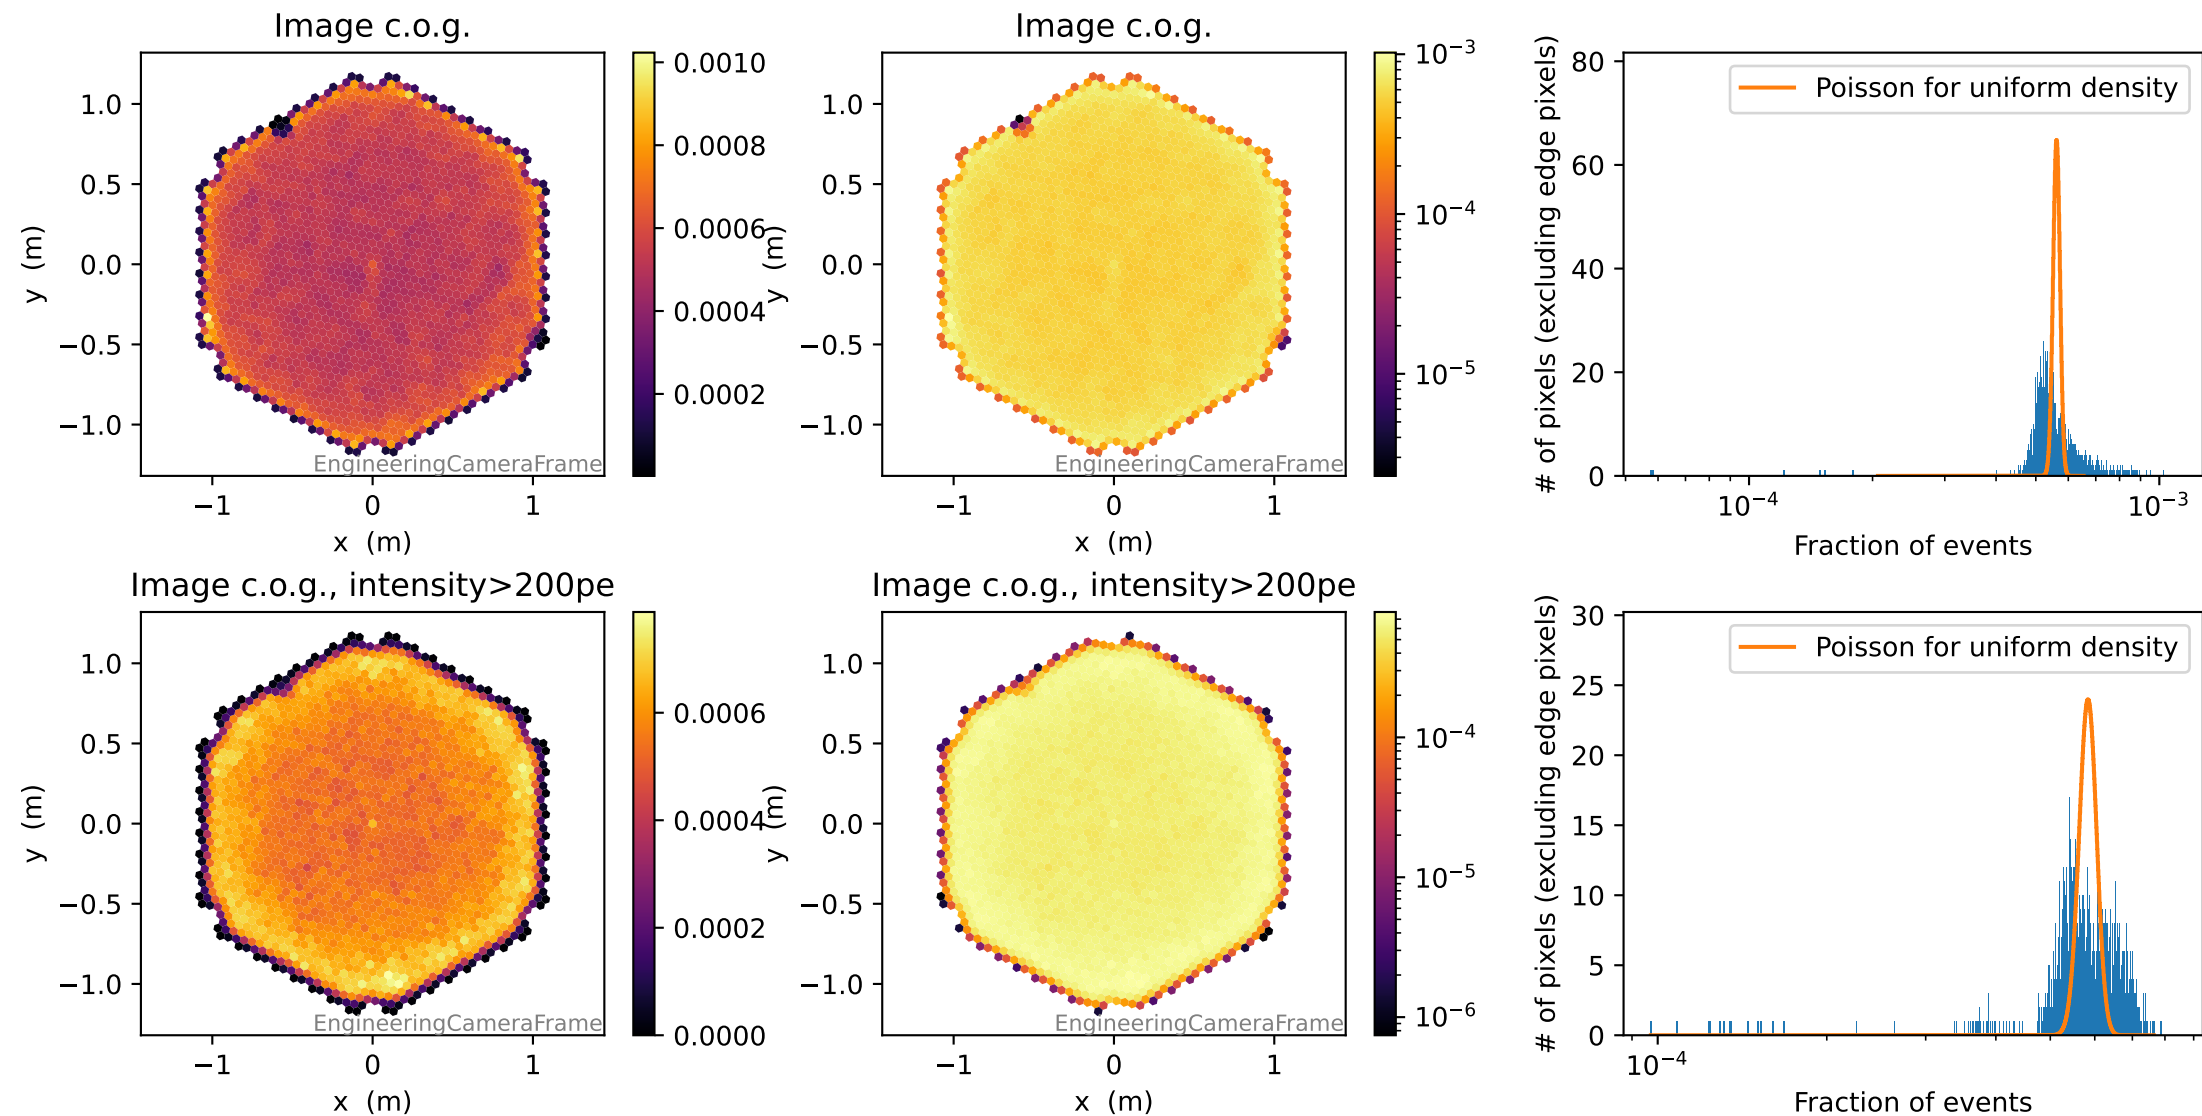 Image c.o.g.
1.0
0.5
0.0
−0.5
−1.0
y (m)
−1
0
1
x (m)
EngineeringCameraFrame
0.0010
0.0008
0.0006
0.0004
0.0002
Image c.o.g.
1.0
0.5
0.0
−0.5
−1.0
y (m)
−1
0
1
x (m)
EngineeringCameraFrame
10⁻³
10⁻⁴
10⁻⁵
Poisson for uniform density
80
60
40
20
0
# of pixels (excluding edge pixels)
10⁻⁴
10⁻³
Fraction of events
Image c.o.g., intensity>200pe
1.0
0.5
0.0
−0.5
−1.0
y (m)
−1
0
1
x (m)
EngineeringCameraFrame
0.0006
0.0004
0.0002
0.0000
Image c.o.g., intensity>200pe
1.0
0.5
0.0
−0.5
−1.0
y (m)
−1
0
1
x (m)
EngineeringCameraFrame
10⁻⁴
10⁻⁵
10⁻⁶
Poisson for uniform density
30
25
20
15
10
5
0
# of pixels (excluding edge pixels)
10⁻⁴
Fraction of events